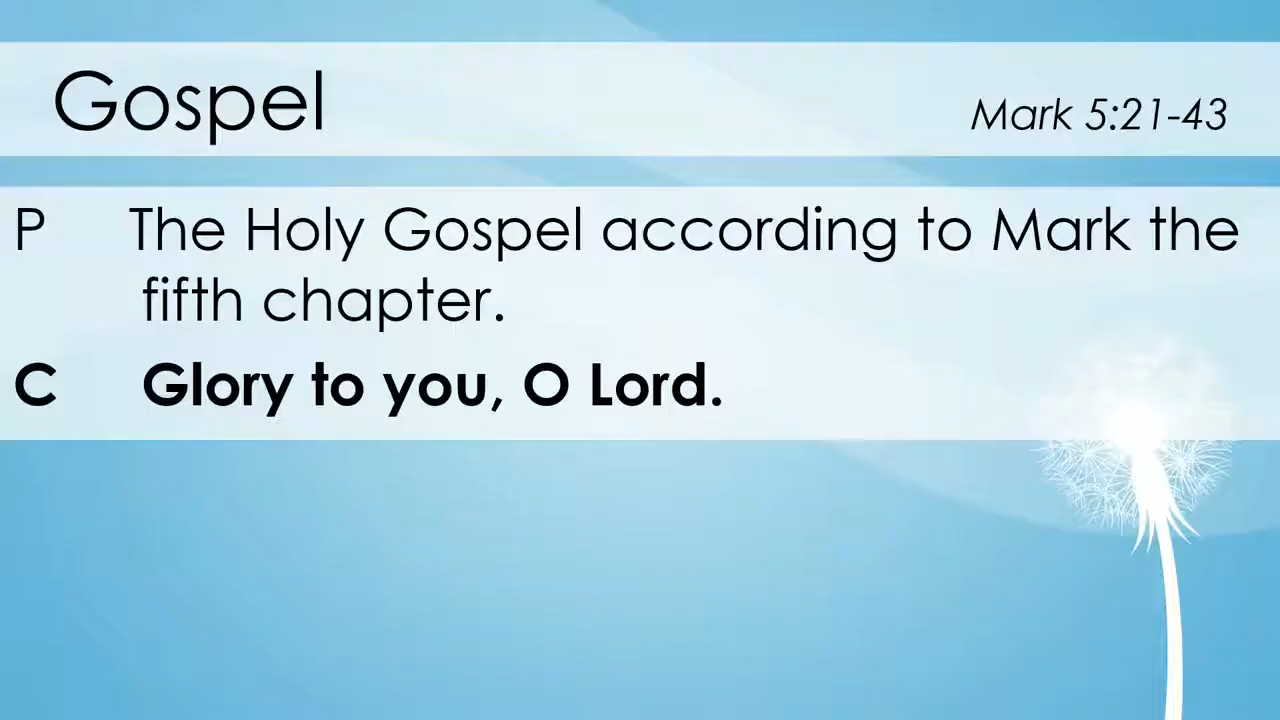 Gospel Mark 5:21-43
P The Holy Gospel according to Mark the
fifth chapter.
C Glory to you, O Lord.